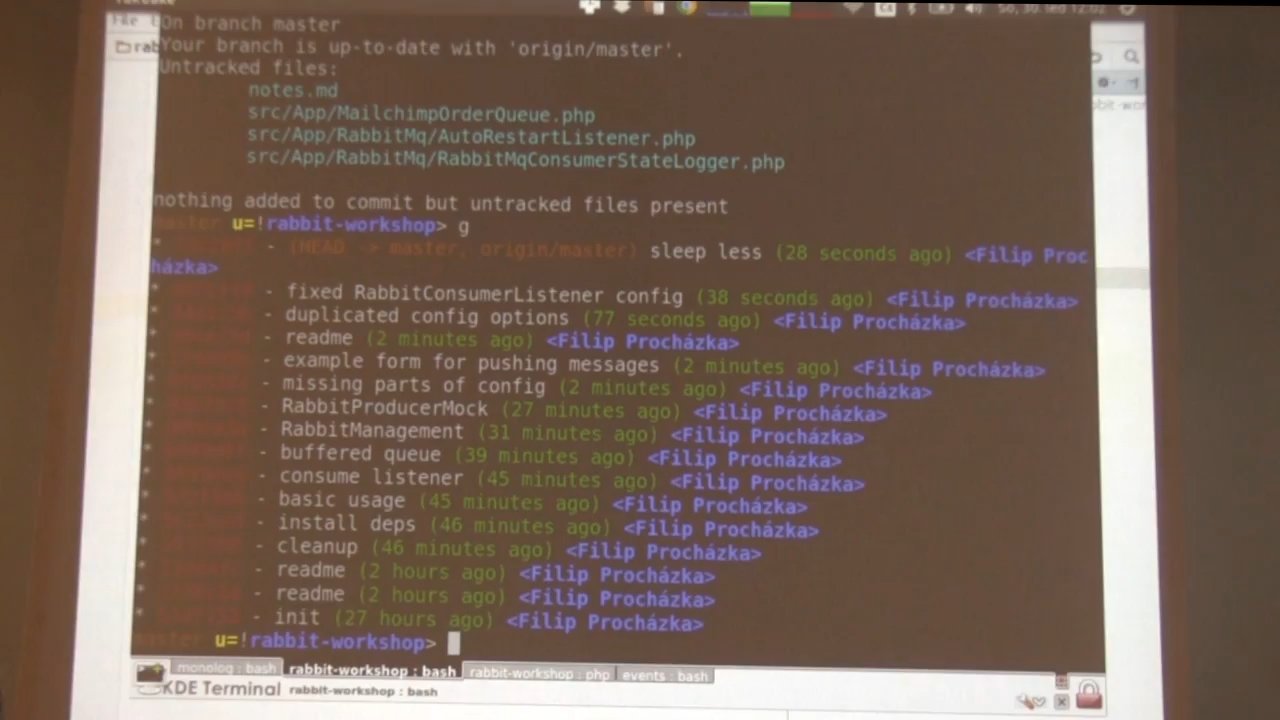 File
On branch master
rab
Your branch is up-to-date with 'origin/master'.
Untracked files:
notes.md
src/App/MailchimpOrderQueue.php
src/App/RabbitMq/AutoRestartListener.php
src/App/RabbitMq/RabbitMqConsumerStateLogger.php
nothing added to commit but untracked files present
master u=!rabbit-workshop> g
* - (HEAD -> master, origin/master) sleep less (28 seconds ago) <Filip Proc
házka>
* - fixed RabbitConsumerListener config (38 seconds ago) <Filip Procházka>
* - duplicated config options (77 seconds ago) <Filip Procházka>
* - readme (2 minutes ago) <Filip Procházka>
* - example form for pushing messages (2 minutes ago) <Filip Procházka>
* - missing parts of config (2 minutes ago) <Filip Procházka>
* - RabbitProducerMock (27 minutes ago) <Filip Procházka>
* - RabbitManagement (31 minutes ago) <Filip Procházka>
* - buffered queue (39 minutes ago) <Filip Procházka>
* - consume listener (45 minutes ago) <Filip Procházka>
* - basic usage (45 minutes ago) <Filip Procházka>
* - install deps (46 minutes ago) <Filip Procházka>
* - cleanup (46 minutes ago) <Filip Procházka>
* - readme (2 hours ago) <Filip Procházka>
* - readme (2 hours ago) <Filip Procházka>
* - init (27 hours ago) <Filip Procházka>
master u=!rabbit-workshop>
monolog : bash rabbit-workshop : bash rabbit-workshop : php events : bash
KDE Terminal rabbit-workshop : bash